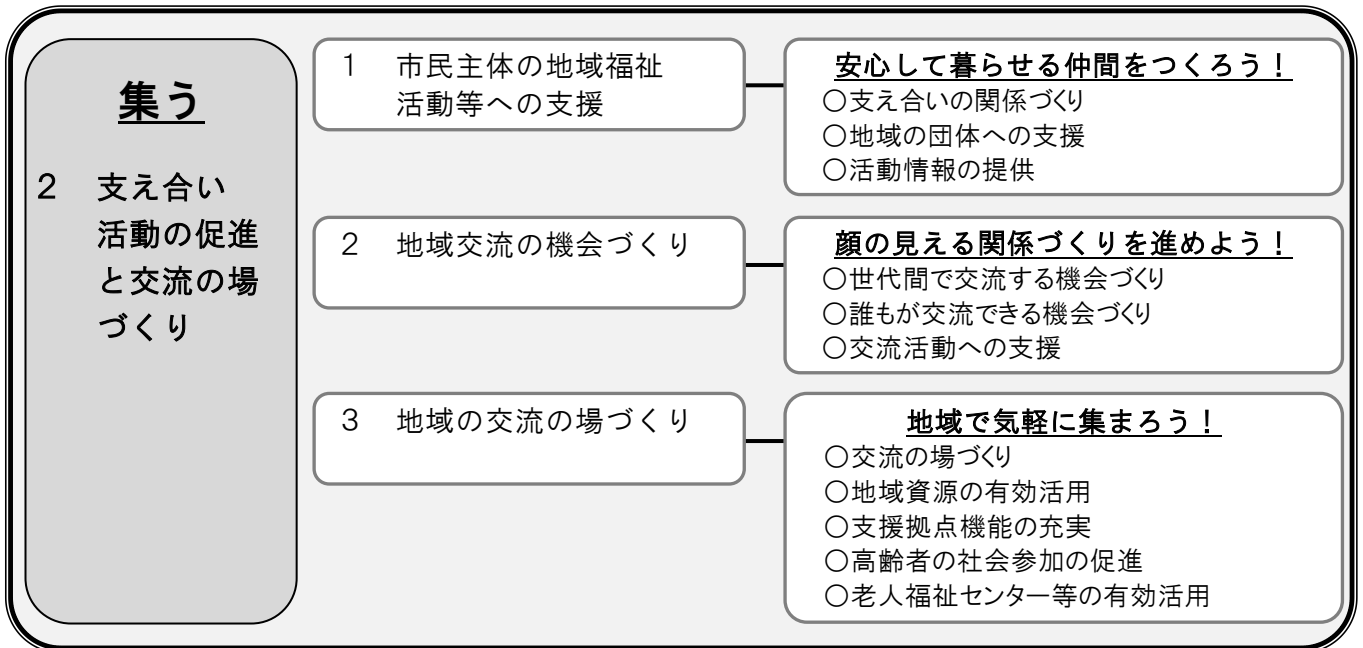 集う
２　支え合い
活動の促進
と交流の場
づくり
１　市民主体の地域福祉
活動等への支援
安心して暮らせる仲間をつくろう！
○支え合いの関係づくり
○地域の団体への支援
○活動情報の提供
２　地域交流の機会づくり
顔の見える関係づくりを進めよう！
○世代間で交流する機会づくり
○誰もが交流できる機会づくり
○交流活動への支援
３　地域の交流の場づくり
地域で気軽に集まろう！
○交流の場づくり
○地域資源の有効活用
○支援拠点機能の充実
○高齢者の社会参加の促進
○老人福祉センター等の有効活用